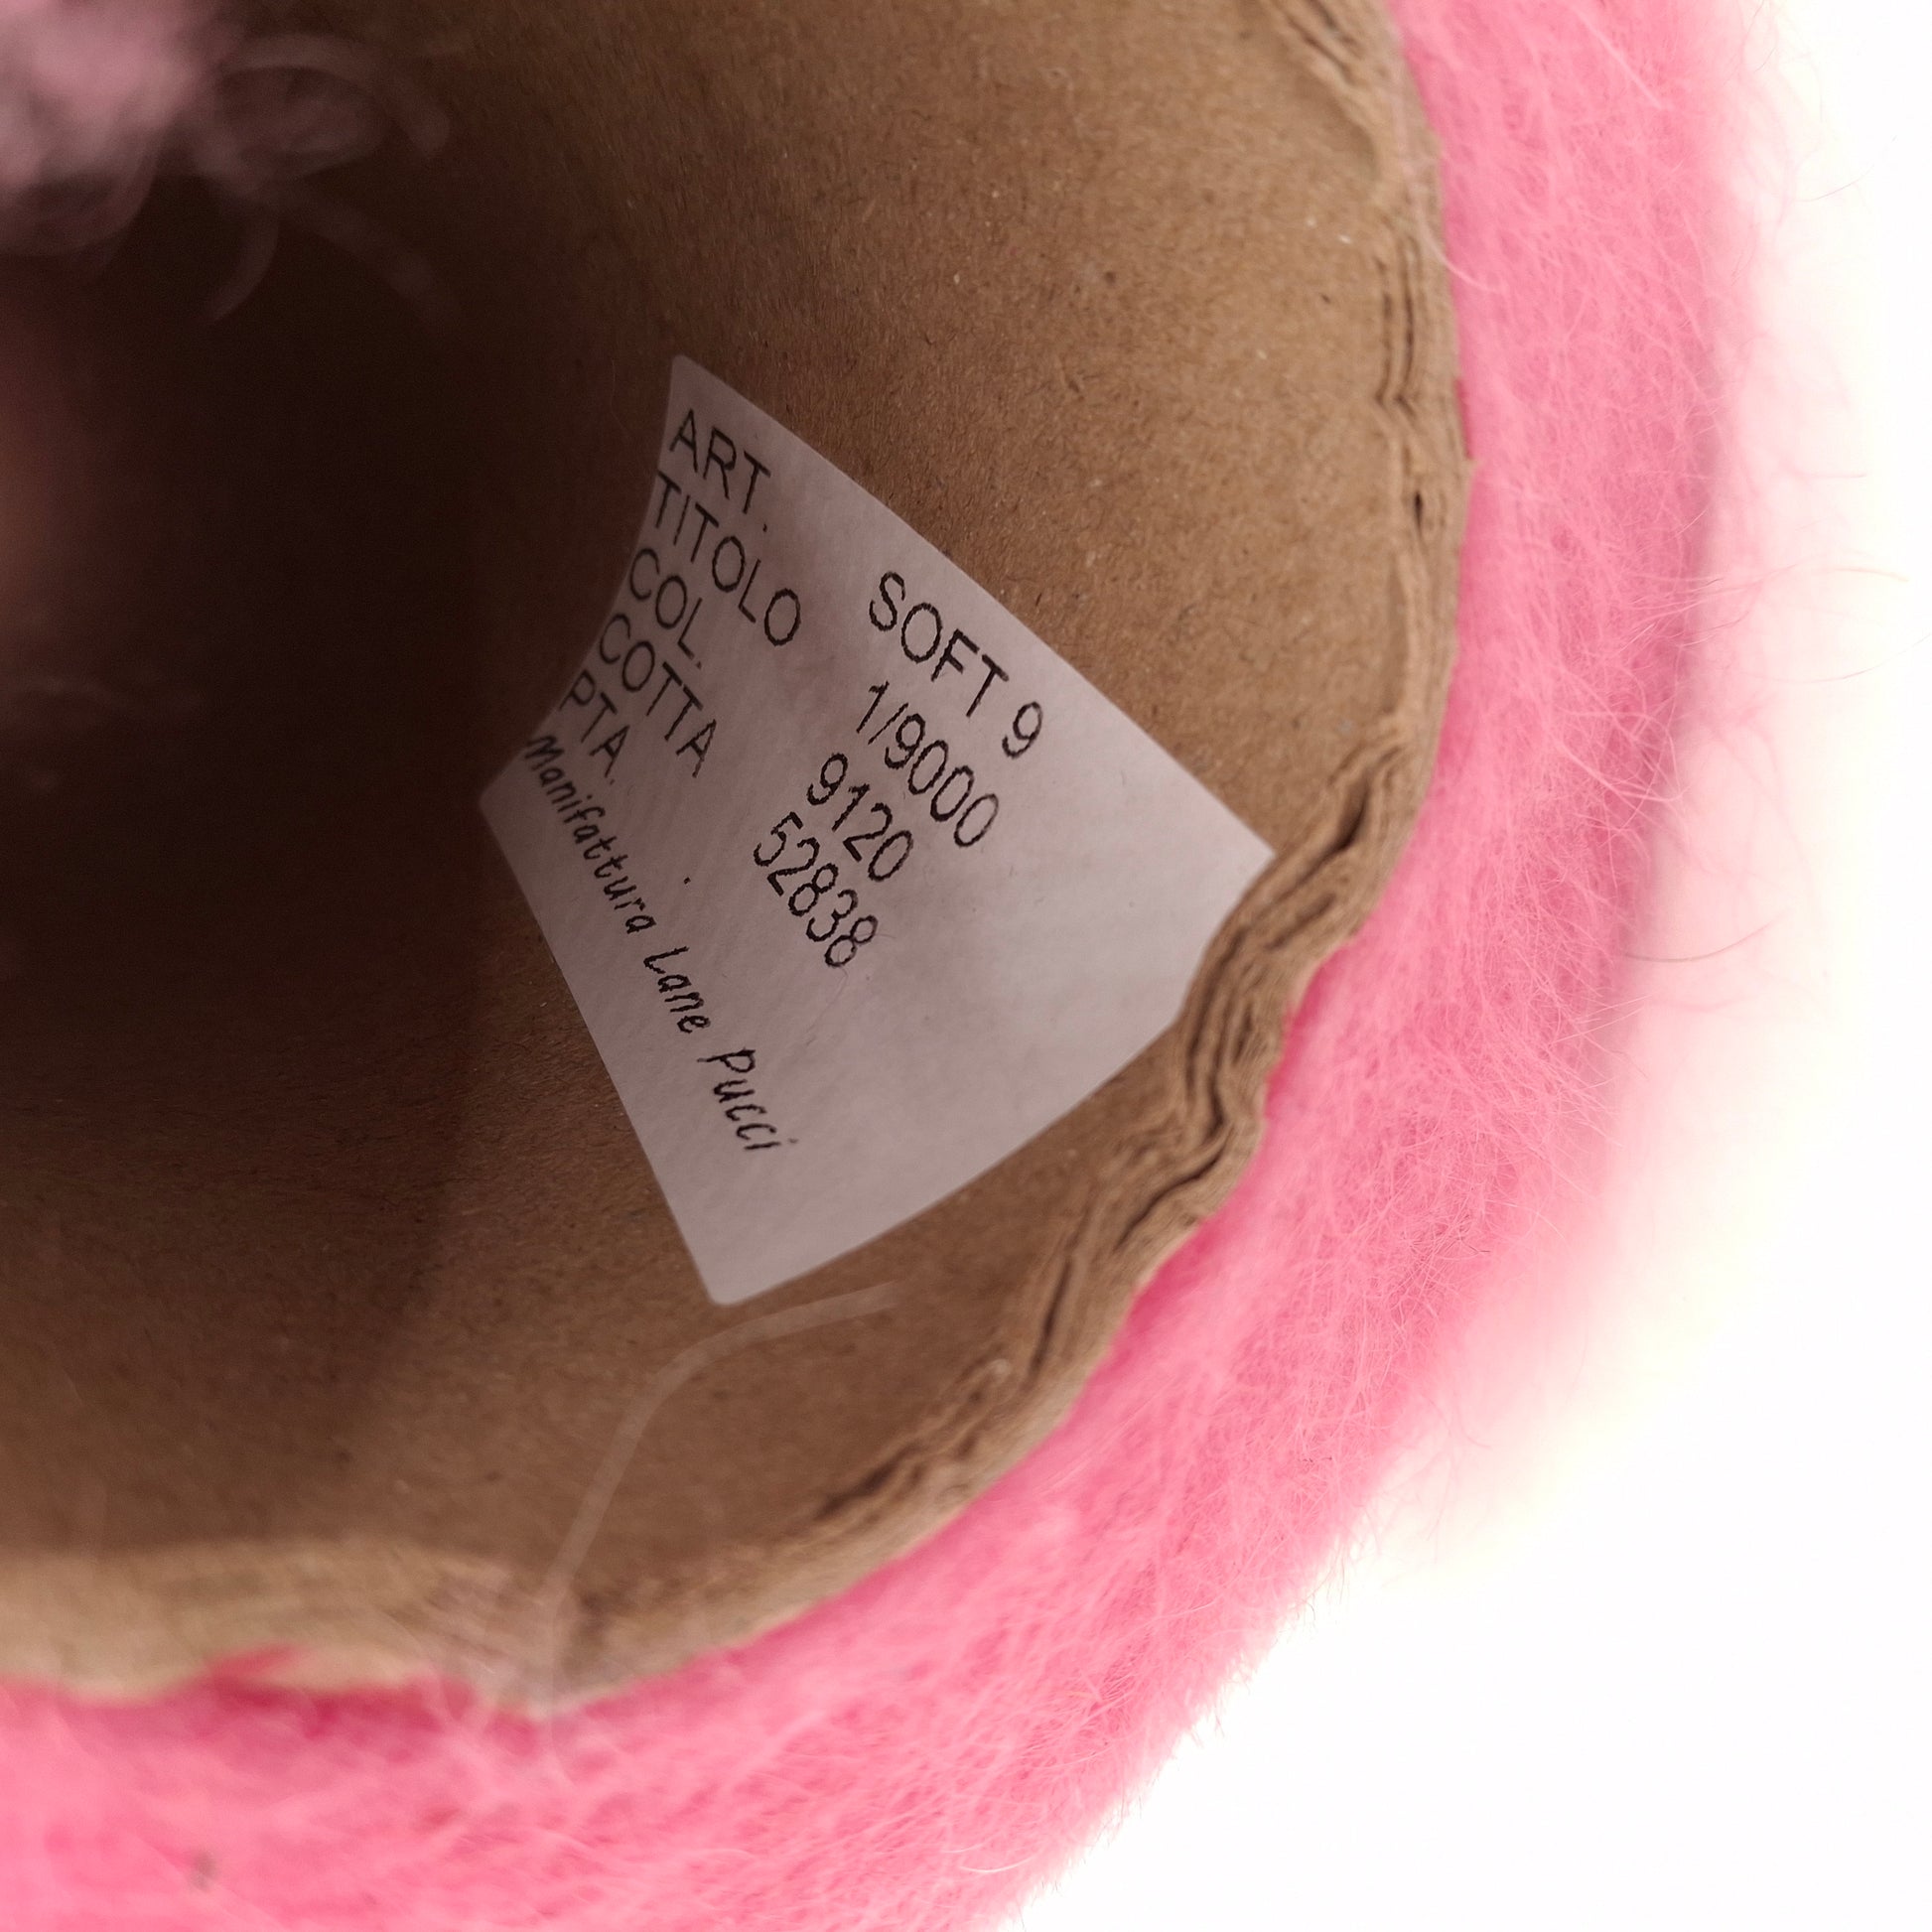 ART. SOFT 9
TITOLO 1/9000
COL. 9120
COTTA 52838
PTA. .
Manifattura Lane Pucci